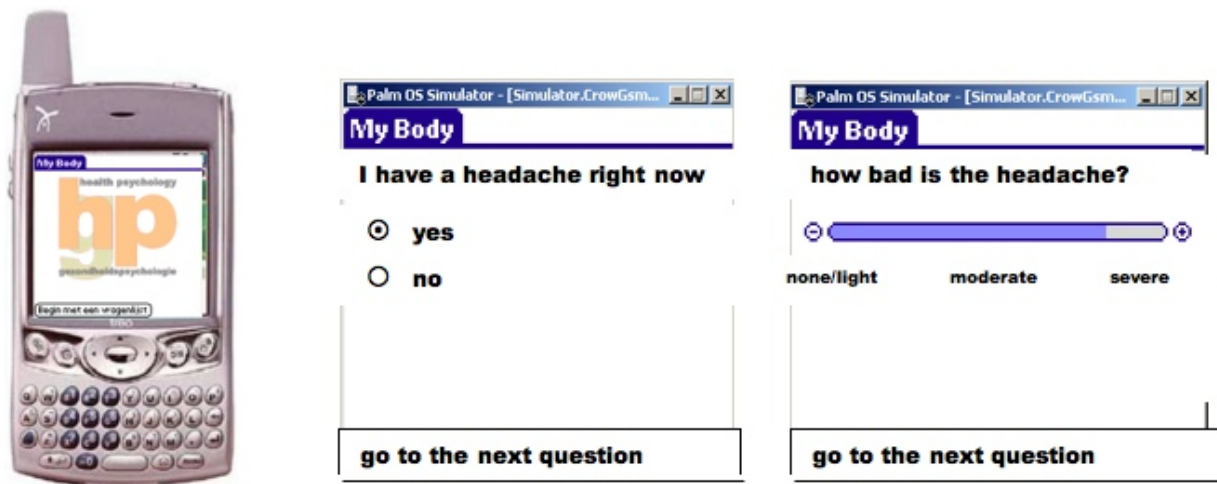 My Body
health psychology
hgp
gezondheidspsychologie
Begin met een vragenlijst
treo
Palm OS Simulator - [Simulator.CrowGsm...
My Body
I have a headache right now
yes
no
go to the next question
Palm OS Simulator - [Simulator.CrowGsm...
My Body
how bad is the headache?
none/light moderate severe
go to the next question